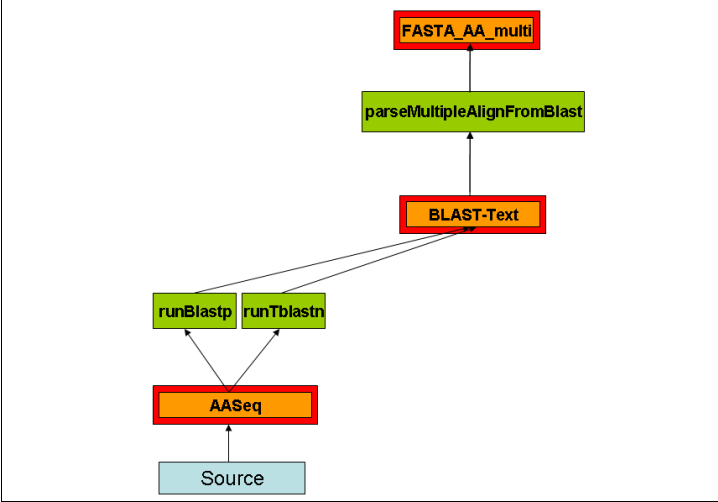 FASTA_AA_multi
parseMultipleAlignFromBlast
BLAST-Text
runBlastp runTblastn
AASeq
Source